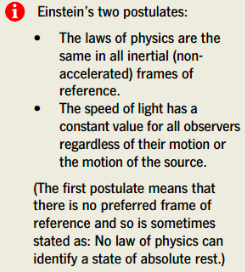 i Einstein's two postulates:
• The laws of physics are the
same in all inertial (non-
accelerated) frames of
reference.
• The speed of light has a
constant value for all observers
regardless of their motion or
the motion of the source.
(The first postulate means that
there is no preferred frame of
reference and so is sometimes
stated as: No law of physics can
identify a state of absolute rest.)